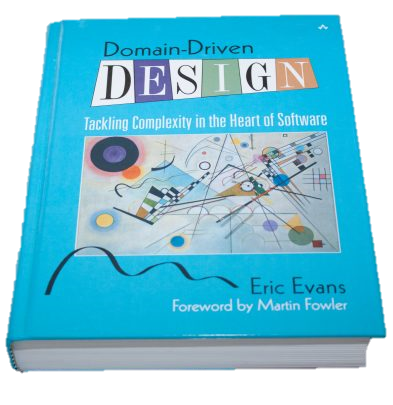 Domain-Driven
DESIGN
Tackling Complexity in the Heart of Software
Eric Evans
Foreword by Martin Fowler